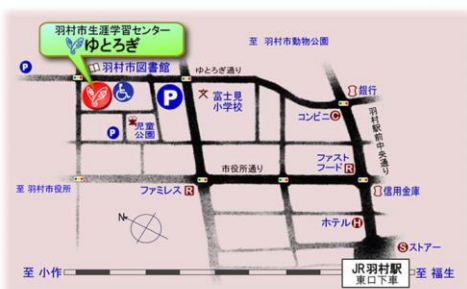 羽村市生涯学習センター
ゆとろぎ
至 羽村市動物公園
P
羽村市図書館
ゆとろぎ通り
P
富士見
小学校
銀行
コンビニ C
児童
公園
P
羽村駅前中央通り
市役所通り
ファスト
フード R
至 羽村市役所
ファミレス R
信用金庫
N
ホテル H
S ストアー
JR羽村駅
東口下車
至 小作
至 福生